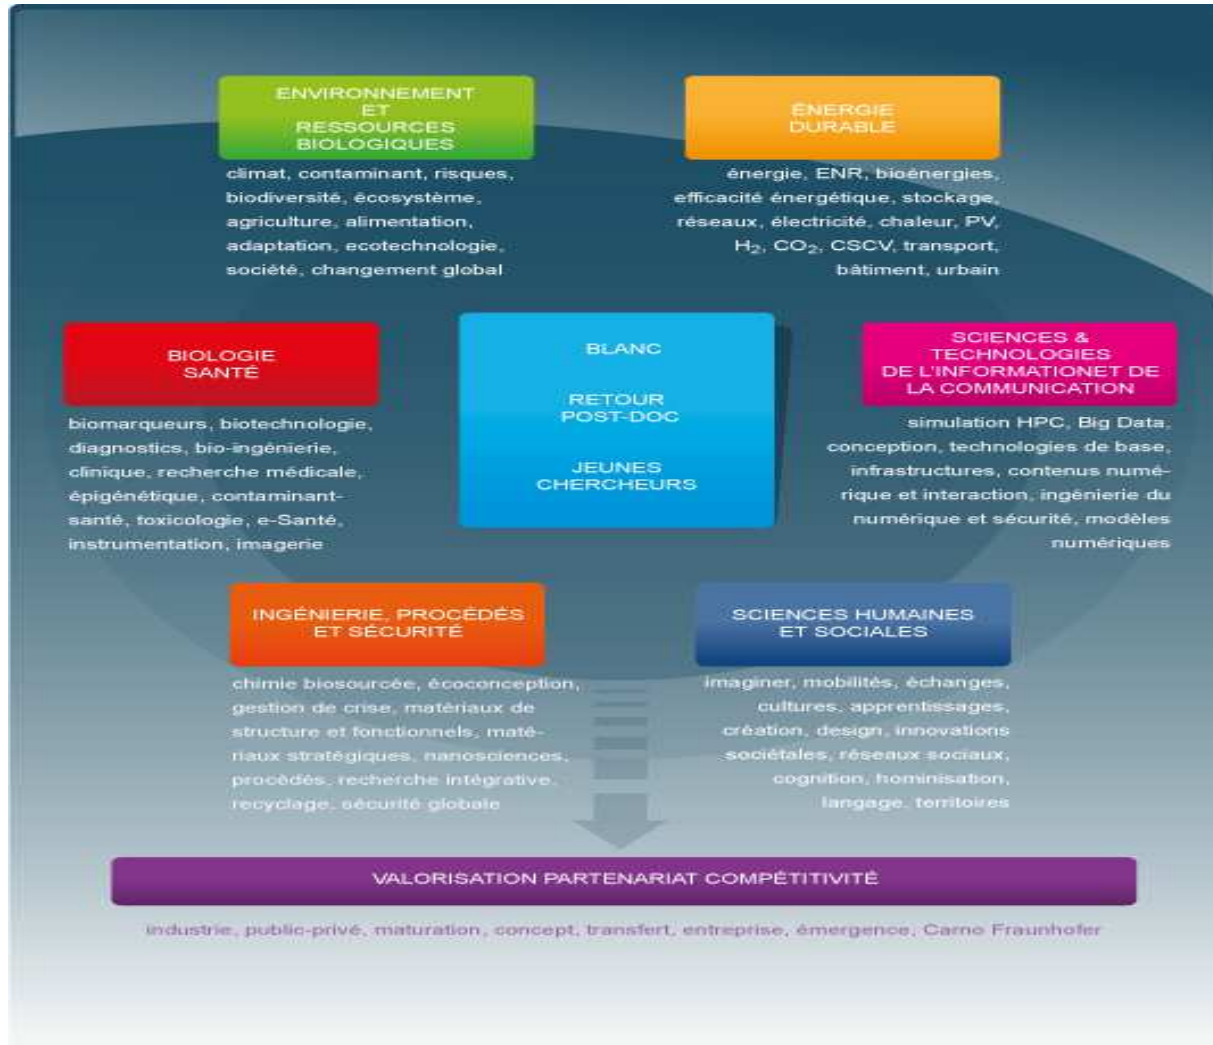 ENVIRONNEMENT
ET
RESSOURCES
BIOLOGIQUES
climat, contaminant, risques,
biodiversité, écosystème,
agriculture, alimentation,
adaptation, ecotechnologie,
société, changement global
ÉNERGIE
DURABLE
énergie, ENR, bioénergies,
efficacité énergétique, stockage,
réseaux, électricité, chaleur, PV,
H₂, CO₂, CSCV, transport,
bâtiment, urbain
BIOLOGIE
SANTÉ
biomarqueurs, biotechnologie,
diagnostics, bio-ingénierie,
clinique, recherche médicale,
épigénétique, contaminant-
santé, toxicologie, e-Santé,
instrumentation, imagerie
BLANC
RETOUR
POST-DOC
JEUNES
CHERCHEURS
SCIENCES &
TECHNOLOGIES
DE L'INFORMATIONET DE
LA COMMUNICATION
simulation HPC, Big Data,
conception, technologies de base,
infrastructures, contenus numé-
rique et interaction, ingénierie du
numérique et sécurité, modèles
numériques
INGÉNIERIE, PROCÉDÉS
ET SÉCURITÉ
chimie biosourcée, écoconception,
gestion de crise, matériaux de
structure et fonctionnels, maté-
riaux stratégiques, nanosciences,
procédés, recherche intégrative,
recyclage, sécurité globale
SCIENCES HUMAINES
ET SOCIALES
imaginer, mobilités, échanges,
cultures, apprentissages,
création, design, innovations
sociétales, réseaux sociaux,
cognition, hominisation,
langage, territoires
VALORISATION PARTENARIAT COMPÉTITIVITÉ
industrie, public-privé, maturation, concept, transfert, entreprise, émergence, Carno Fraunhofer